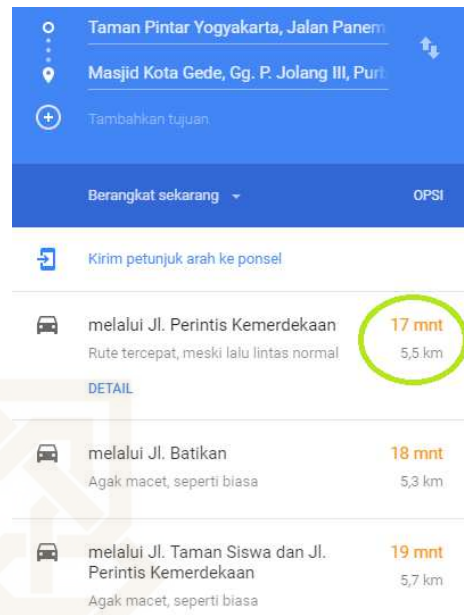 Taman Pintar Yogyakarta, Jalan Panem
Masjid Kota Gede, Gg. P. Jolang III, Purb
Tambahkan tujuan
Berangkat sekarang
OPSI
Kirim petunjuk arah ke ponsel
melalui Jl. Perintis Kemerdekaan
17 mnt
Rute tercepat, meski lalu lintas normal
5,5 km
DETAIL
melalui Jl. Batikan
18 mnt
Agak macet, seperti biasa
5,3 km
melalui Jl. Taman Siswa dan Jl.
19 mnt
Perintis Kemerdekaan
5,7 km
Agak macet, seperti biasa